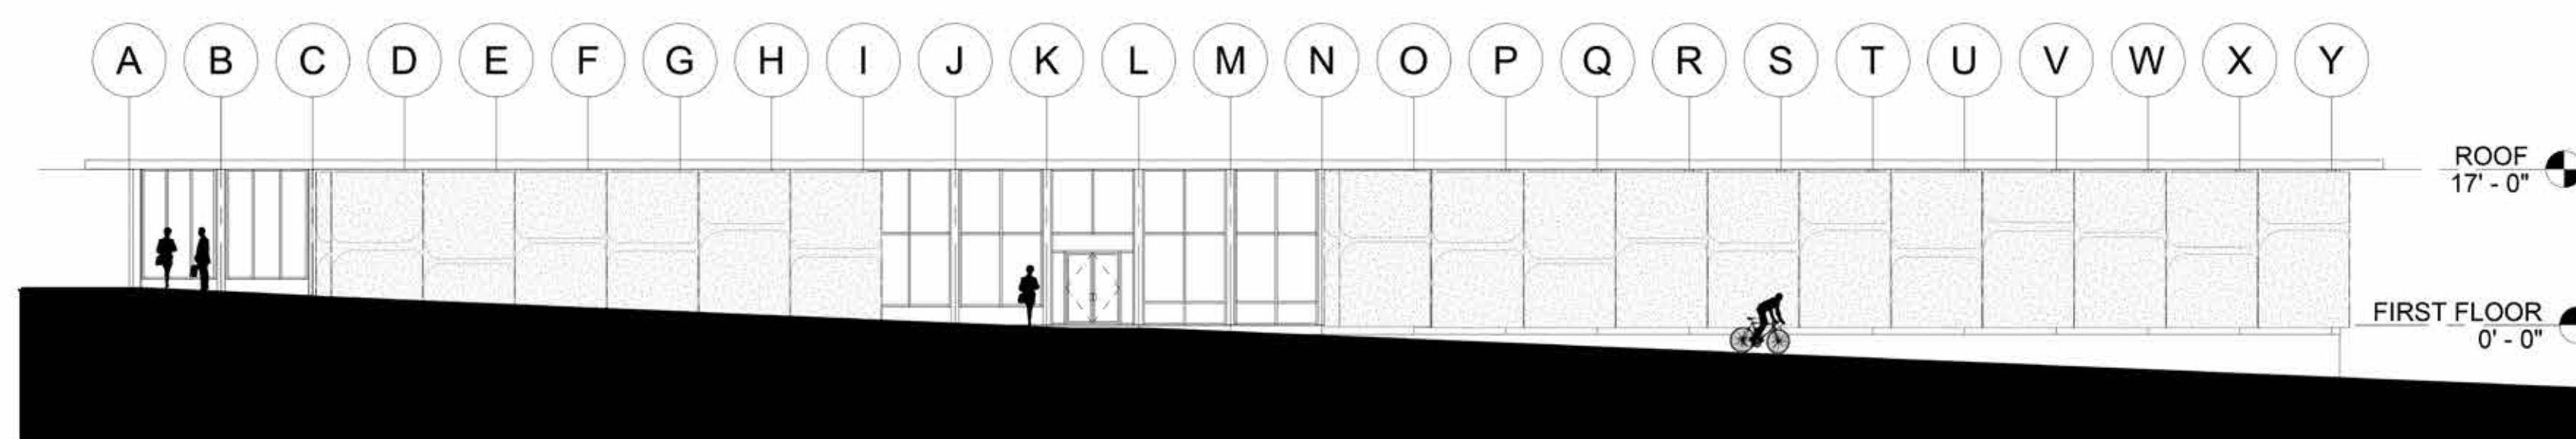 A B C D E F G H I J K L M N O P Q R S T U V W X Y
ROOF
17' - 0"
FIRST FLOOR
0' - 0"